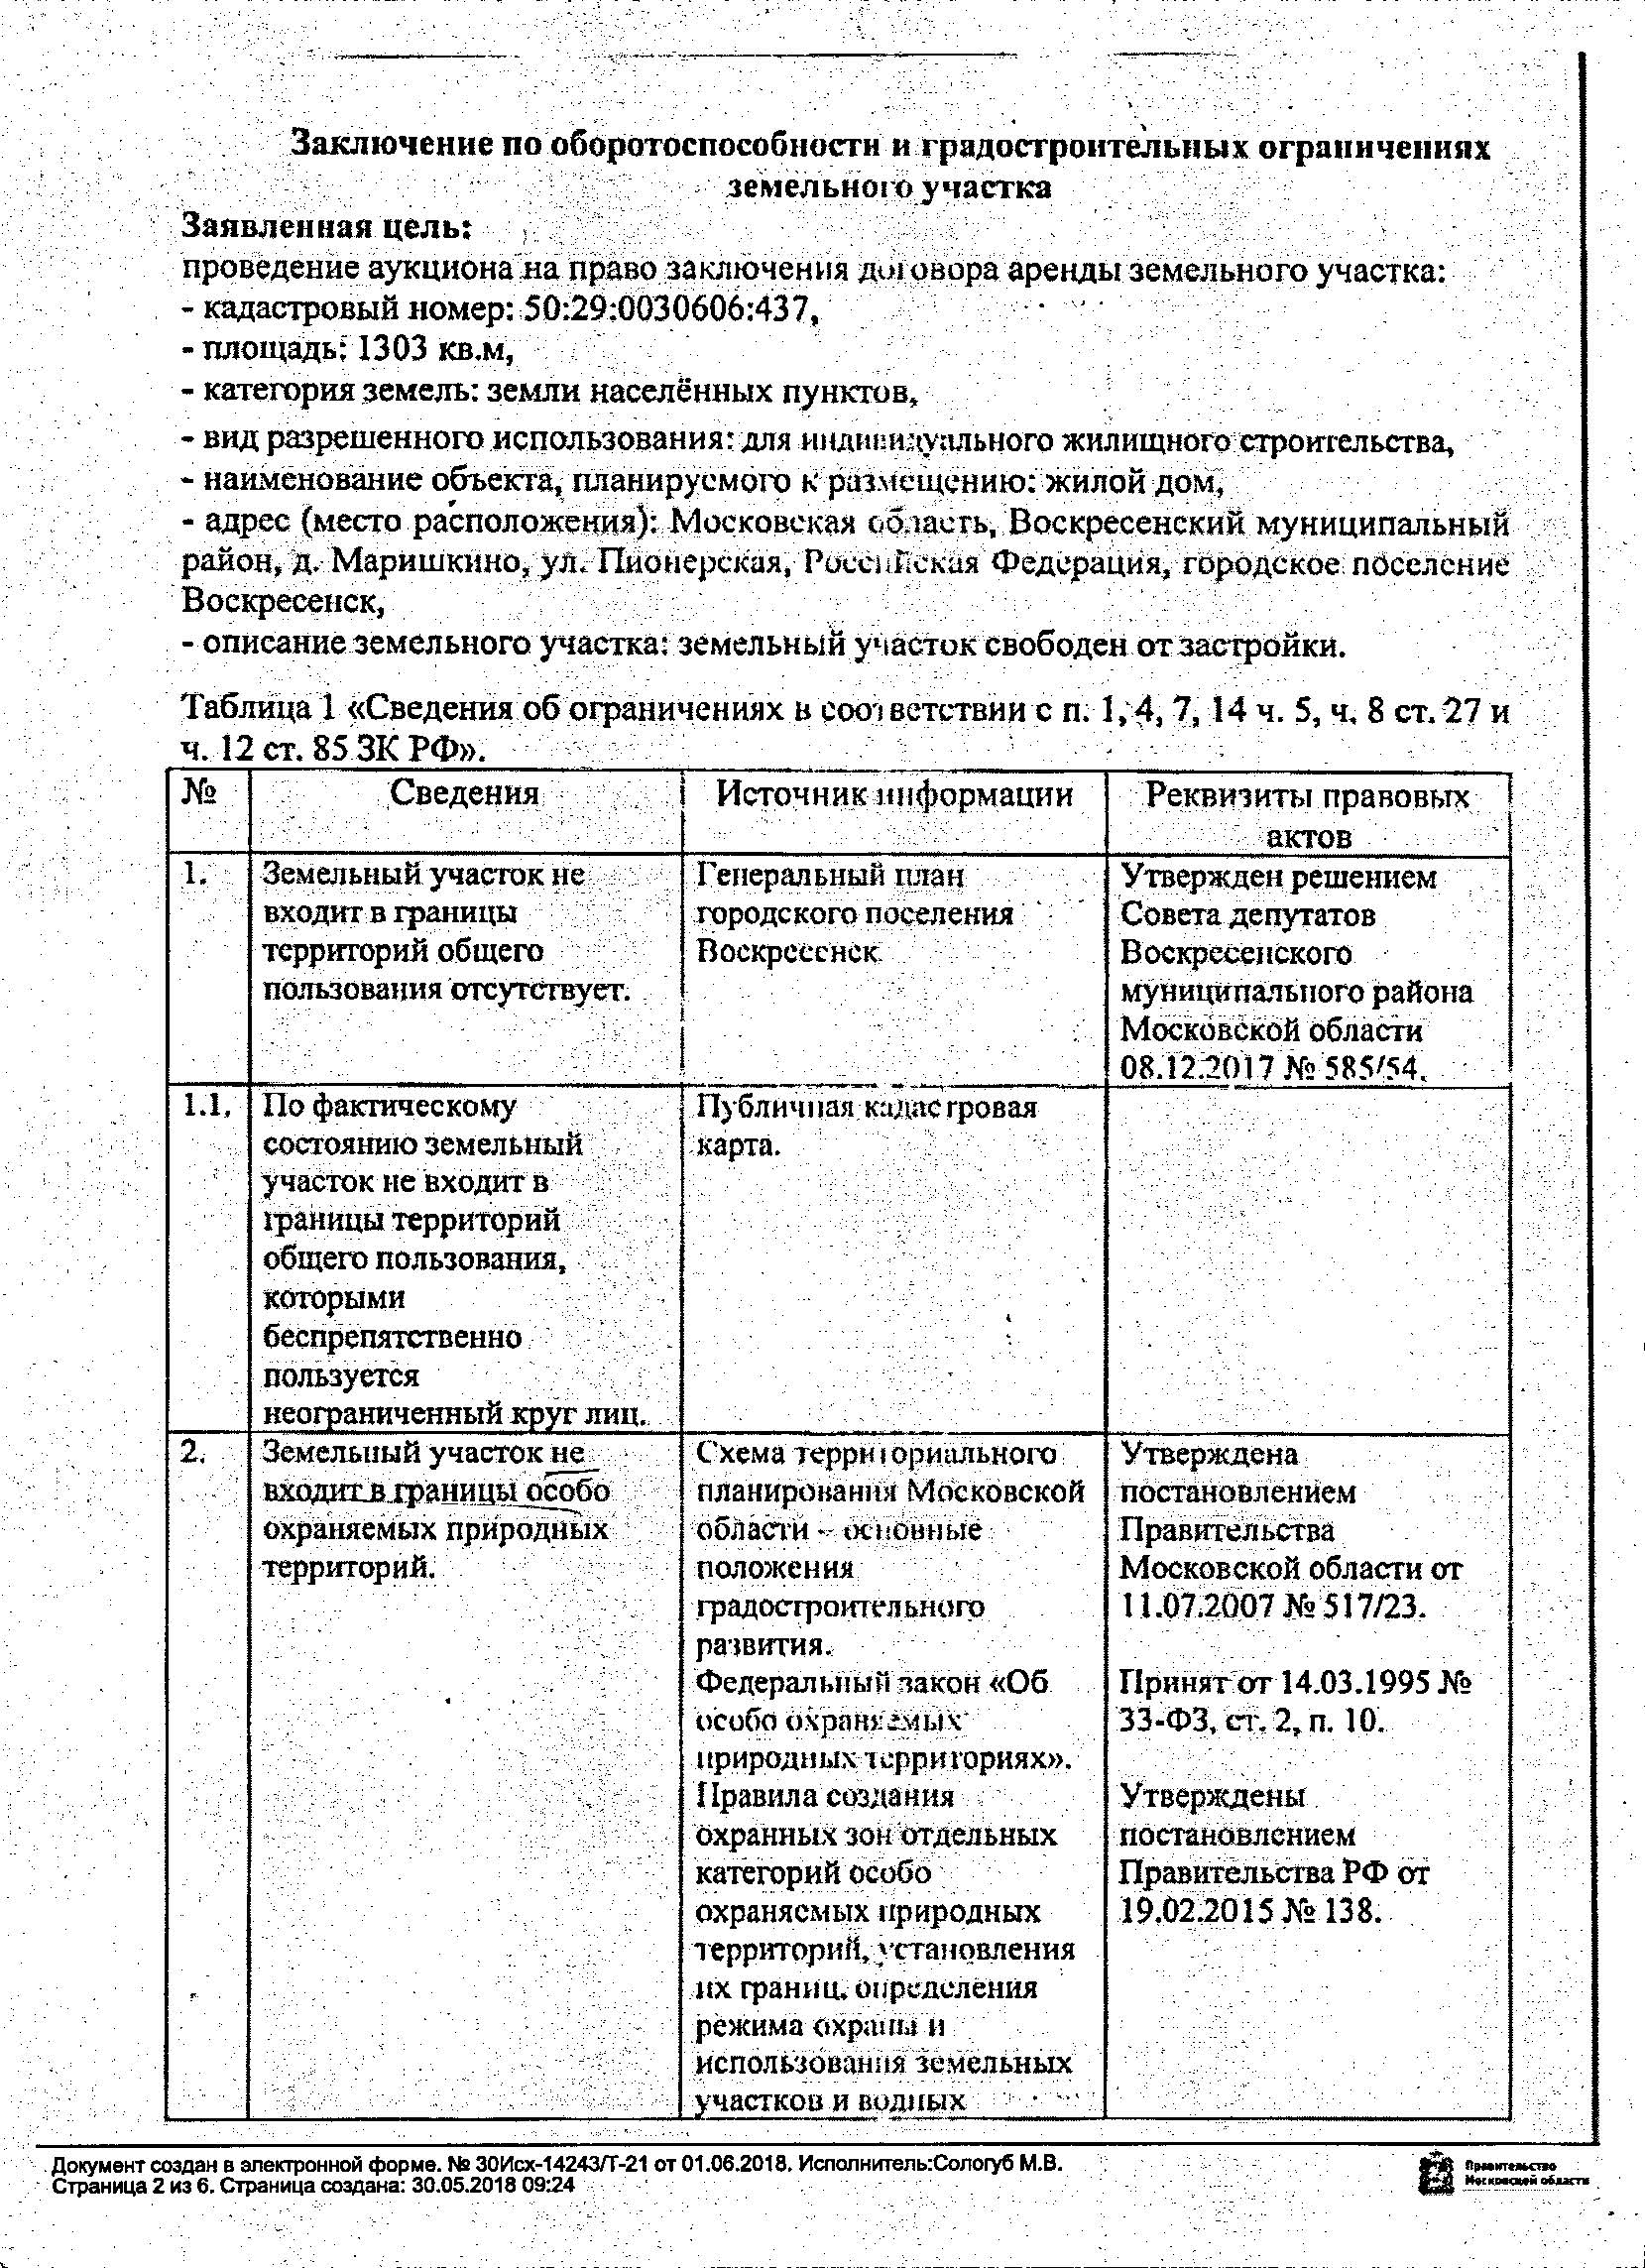 Заключение по оборотоспособности и градостроительных ограничениях
земельного участка
Заявленная цель:
проведение аукциона на право заключения договора аренды земельного участка:
- кадастровый номер: 50:29:0030606:437,
- площадь: 1303 кв.м,
- категория земель: земли населённых пунктов,
- вид разрешенного использования: для индивидуального жилищного строительства,
- наименование объекта, планируемого к размещению: жилой дом,
- адрес (место расположения): Московская область, Воскресенский муниципальный
район, д. Маришкино, ул. Пионерская, Российская Федерация, городское поселение
Воскресенск,
- описание земельного участка: земельный участок свободен от застройки.
Таблица 1 «Сведения об ограничениях в соответствии с п. 1, 4, 7, 14 ч. 5, ч. 8 ст. 27 и
ч. 12 ст. 85 ЗК РФ».
№
Сведения
Источник информации
Реквизиты правовых
актов
1.
Земельный участок не
входит в границы
территорий общего
пользования отсутствует.
Генеральный план
городского поселения
Воскресенск
Утвержден решением
Совета депутатов
Воскресенского
муниципального района
Московской области
08.12.2017 № 585/54.
1.1.
По фактическому
состоянию земельный
участок не входит в
границы территорий
общего пользования,
которыми
беспрепятственно
пользуется
неограниченный круг лиц.
Публичная кадастровая
карта.
2.
Земельный участок не
входит в границы особо
охраняемых природных
территорий.
Схема территориального
планирования Московской
области - основные
положения
градостроительного
развития.
Федеральный закон «Об
особо охраняемых
природных территориях».
Правила создания
охранных зон отдельных
категорий особо
охраняемых природных
территорий, установления
их границ, определения
режима охраны и
использования земельных
участков и водных
Утверждена
постановлением
Правительства
Московской области от
11.07.2007 № 517/23.
Принят от 14.03.1995 №
33-ФЗ, ст. 2, п. 10.
Утверждены
постановлением
Правительства РФ от
19.02.2015 № 138.
Документ создан в электронной форме. № 30Исх-14243/Т-21 от 01.06.2018. Исполнитель:Сологуб М.В.
Страница 2 из 6. Страница создана: 30.05.2018 09:24
Правительство
Московской области